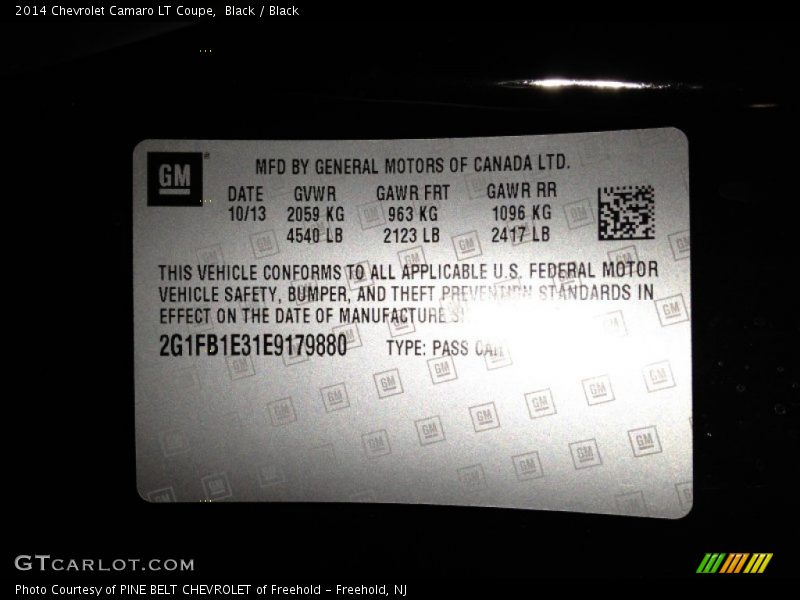 2014 Chevrolet Camaro LT Coupe,  Black / Black
GM
MFD BY GENERAL MOTORS OF CANADA LTD.
DATE GVWR GAWR FRT GAWR RR
10/13 2059 KG 963 KG 1096 KG
4540 LB 2123 LB 2417 LB
THIS VEHICLE CONFORMS TO ALL APPLICABLE U.S. FEDERAL MOTOR
VEHICLE SAFETY, BUMPER, AND THEFT PREVENTION STANDARDS IN
EFFECT ON THE DATE OF MANUFACTURE
2G1FB1E31E9179880 TYPE: PASS CAR
GTCARLOT.COM
Photo Courtesy of PINE BELT CHEVROLET of Freehold - Freehold, NJ